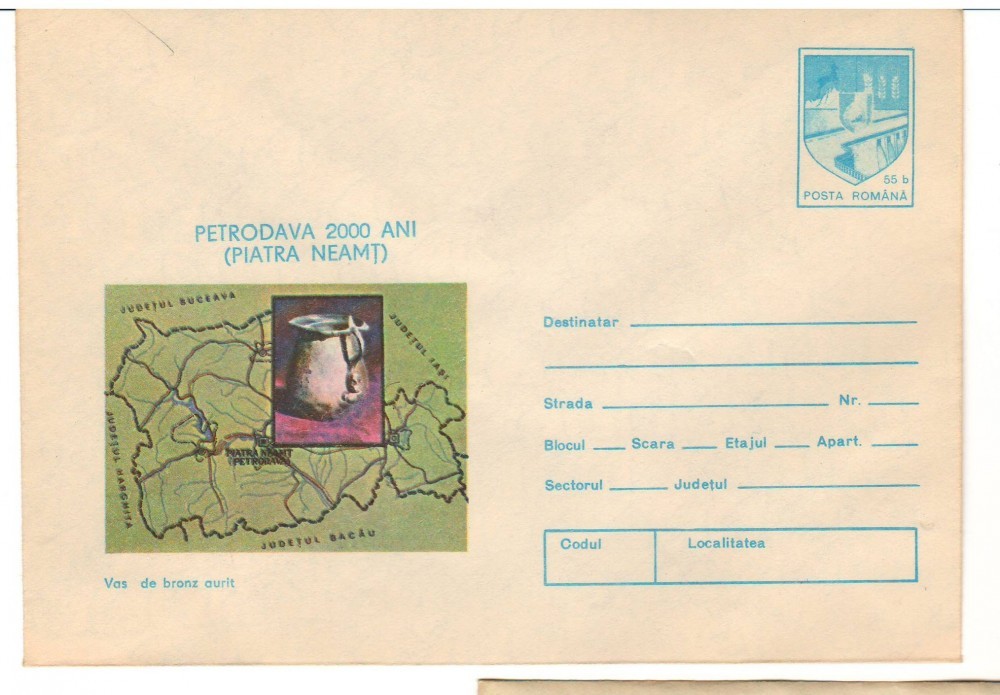 55 b
POSTA ROMÂNĂ
PETRODAVA 2000 ANI
(PIATRA NEAMȚ)
JUDEȚUL SUCEAVA
JUDEȚUL IAȘI
JUDEȚUL HARGHITA
PIATRA NEAMȚ
(PETRODAVA)
JUDEȚUL BACĂU
Vas de bronz aurit
Destinatar
Strada Nr.
Blocul Scara Etajul Apart.
Sectorul Județul
Codul Localitatea